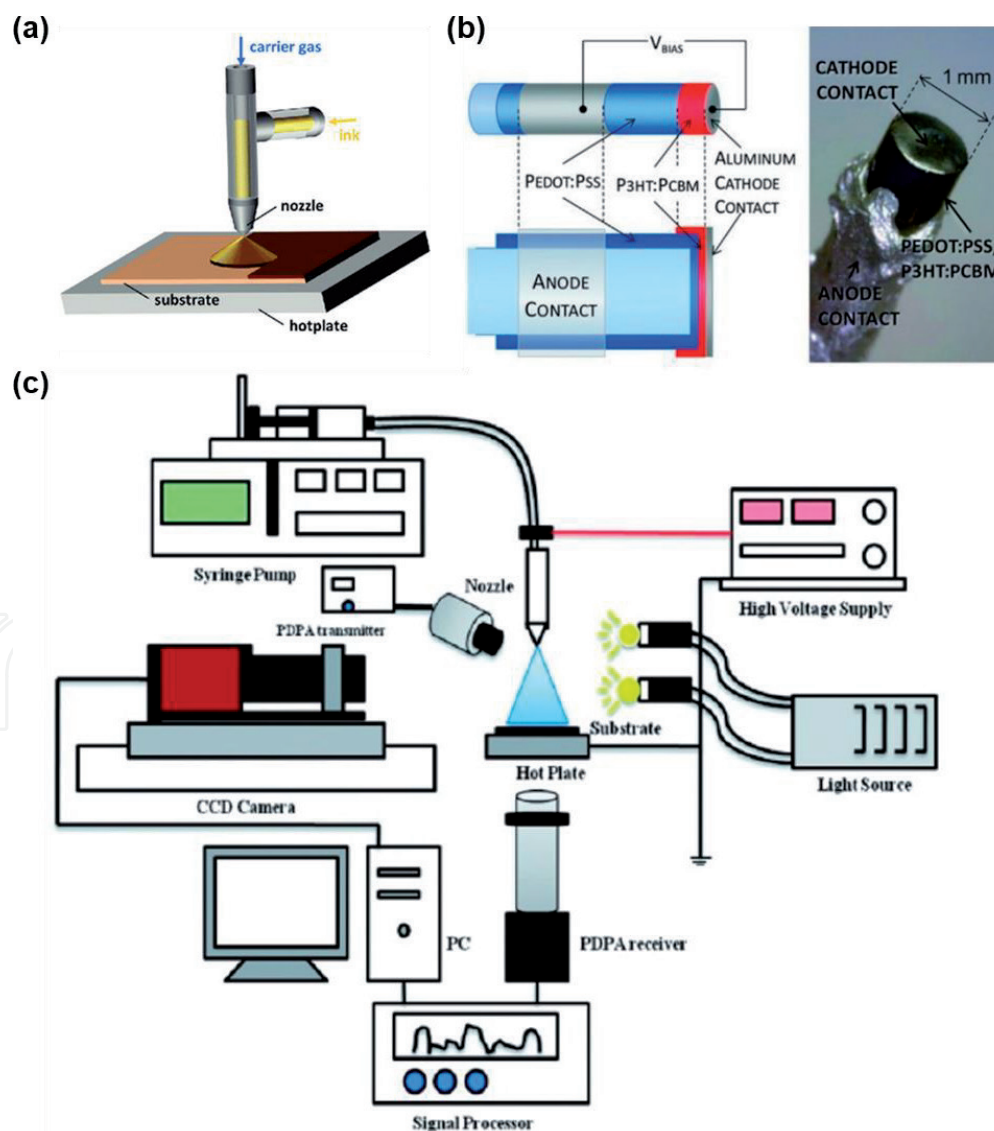 (a)
carrier gas
ink
nozzle
substrate
hotplate
(b)
VBIAS
PEDOT:PSS
P3HT:PCBM
ALUMINUM
CATHODE
CONTACT
ANODE
CONTACT
CATHODE
CONTACT
1 mm
PEDOT:PSS,
P3HT:PCBM
ANODE
CONTACT
(c)
Syringe Pump
Nozzle
PDPA transmitter
High Voltage Supply
Substrate
Hot Plate
Light Source
CCD Camera
PC
PDPA receiver
Signal Processor